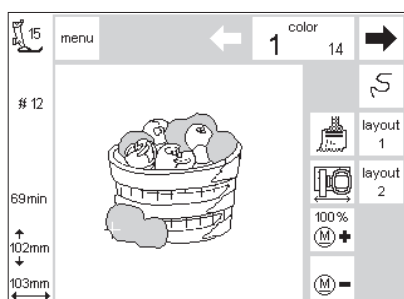 15
menu
color
1 14
# 12
layout
1
layout
2
69min
100%
M +
102mm
M -
103mm